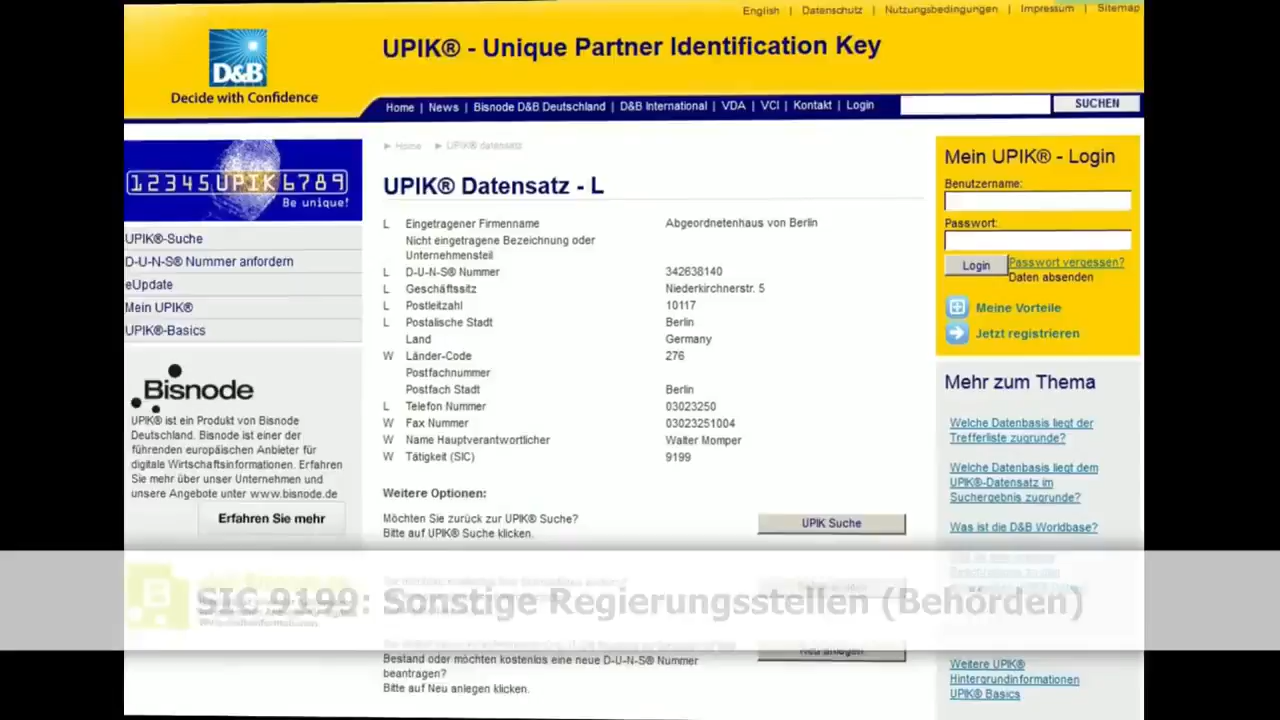 English | Datenschutz | Nutzungsbedingungen | Impressum | Sitemap
D&B
Decide with Confidence
UPIK® - Unique Partner Identification Key
Home | News | Bisnode D&B Deutschland | D&B International | VDA | VCI | Kontakt | Login
SUCHEN
12345UPIK6789
Be unique!
UPIK®-Suche
D-U-N-S® Nummer anfordern
eUpdate
Mein UPIK®
UPIK®-Basics
Bisnode
UPIK® ist ein Produkt von Bisnode
Deutschland. Bisnode ist einer der
führenden europäischen Anbieter für
digitale Wirtschaftsinformationen. Erfahren
Sie mehr über unser Unternehmen und
unsere Angebote unter www.bisnode.de
Erfahren Sie mehr
Home UPIK® datensatz
UPIK® Datensatz - L
L Eingetragener Firmenname Abgeordnetenhaus von Berlin
Nicht eingetragene Bezeichnung oder
Unternehmensteil
L D-U-N-S® Nummer 342638140
L Geschäftssitz Niederkirchnerstr. 5
L Postleitzahl 10117
L Postalische Stadt Berlin
Land Germany
W Länder-Code 276
Postfachnummer
Postfach Stadt Berlin
L Telefon Nummer 03023250
W Fax Nummer 03023251004
W Name Hauptverantwortlicher Walter Momper
W Tätigkeit (SIC) 9199
Weitere Optionen:
Möchten Sie zurück zur UPIK® Suche?
Bitte auf UPIK® Suche klicken.
UPIK Suche
SIC 9199: Sonstige Regierungsstellen (Behörden)
Neu anlegen
Bestand oder möchten kostenlos eine neue D-U-N-S® Nummer
beantragen?
Bitte auf Neu anlegen klicken.
Mein UPIK® - Login
Benutzername:
Passwort:
Login
Passwort vergessen?
Daten absenden
Meine Vorteile
Jetzt registrieren
Mehr zum Thema
Welche Datenbasis liegt der
Trefferliste zugrunde?
Welche Datenbasis liegt dem
UPIK®-Datensatz im
Suchergebnis zugrunde?
Was ist die D&B Worldbase?
Weitere UPIK®
Hintergrundinformationen
UPIK® Basics